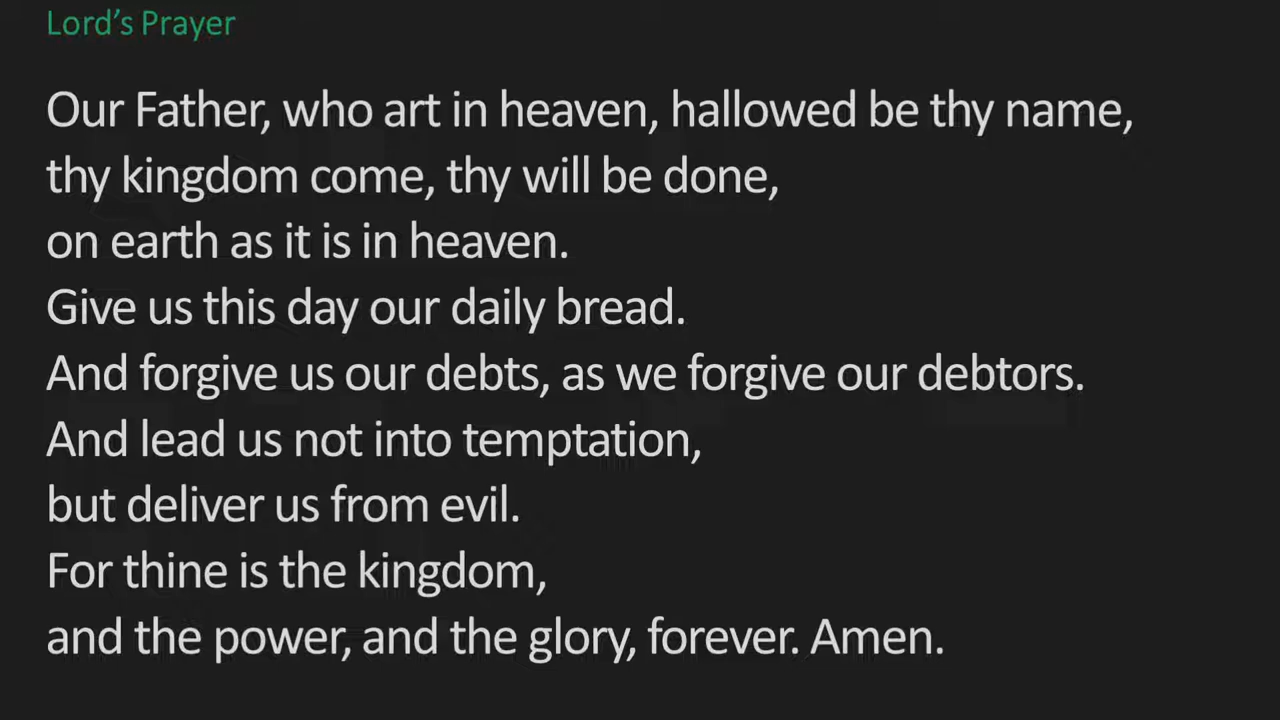 Lord’s Prayer
Our Father, who art in heaven, hallowed be thy name,
thy kingdom come, thy will be done,
on earth as it is in heaven.
Give us this day our daily bread.
And forgive us our debts, as we forgive our debtors.
And lead us not into temptation,
but deliver us from evil.
For thine is the kingdom,
and the power, and the glory, forever. Amen.